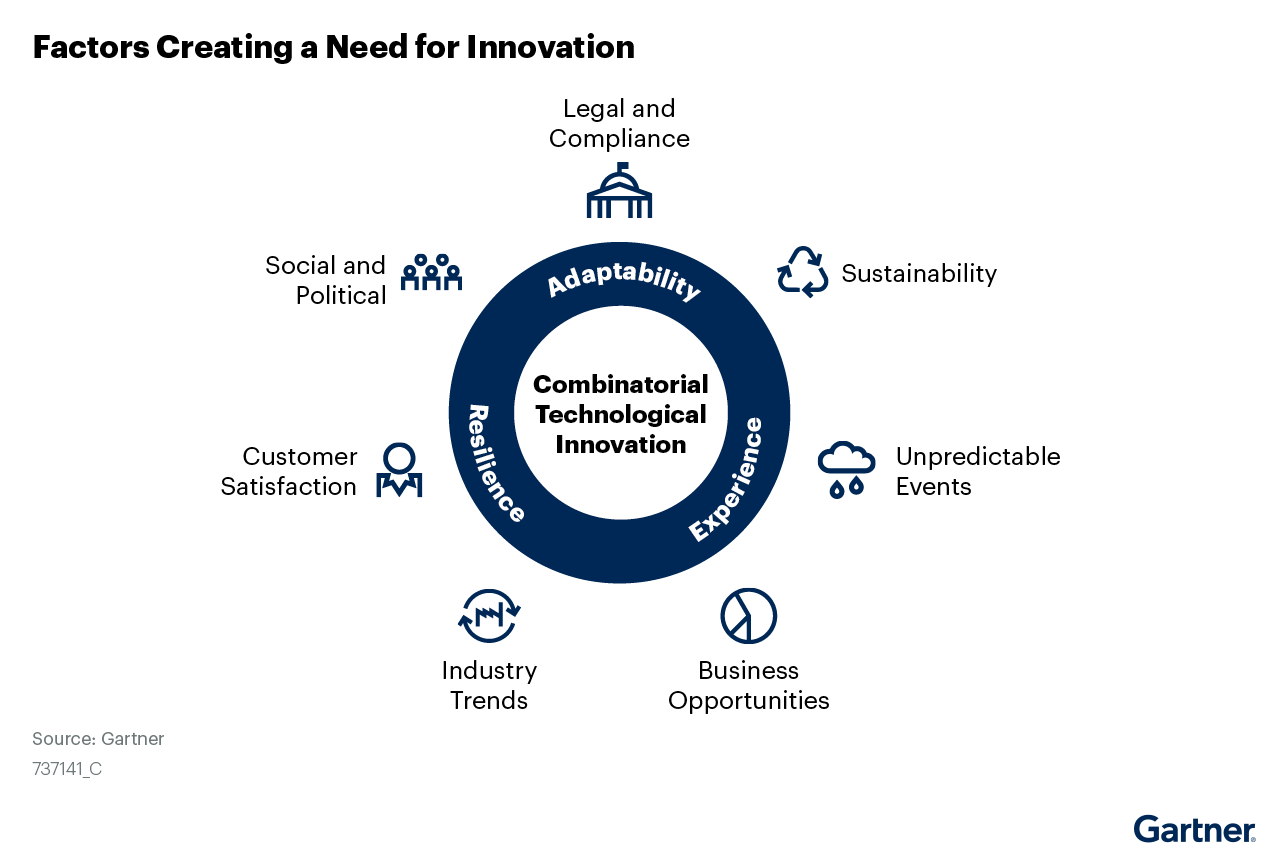 Factors Creating a Need for Innovation
Legal and
Compliance
Social and
Political
Sustainability
Adaptability
Combinatorial
Technological
Innovation
Resilience
Experience
Customer
Satisfaction
Unpredictable
Events
Industry
Trends
Business
Opportunities
Source: Gartner
737141_C
Gartner®